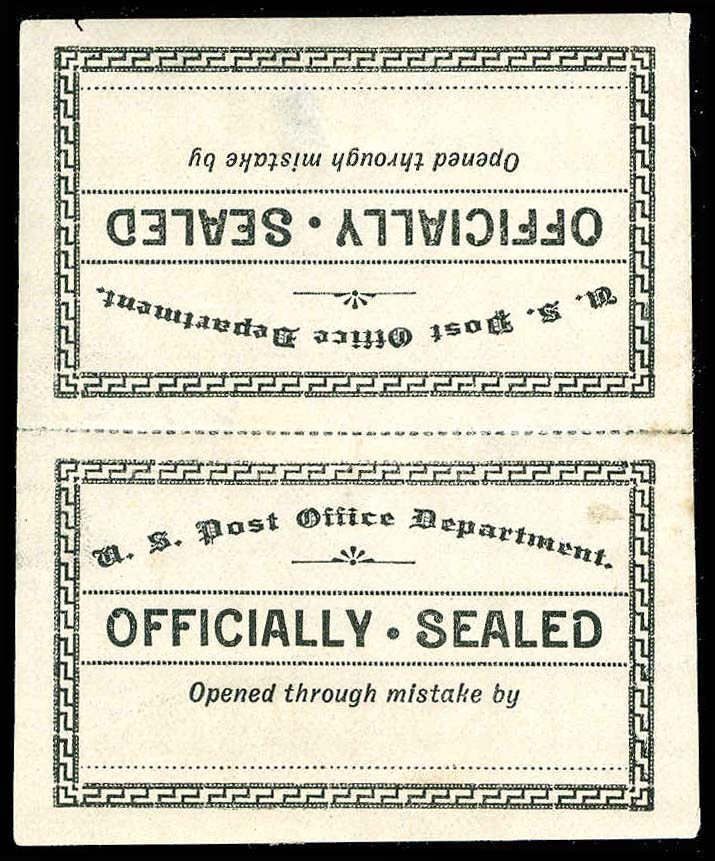 Opened through mistake by
OFFICIALLY • SEALED
U. S. Post Office Department.
U. S. Post Office Department.
OFFICIALLY • SEALED
Opened through mistake by